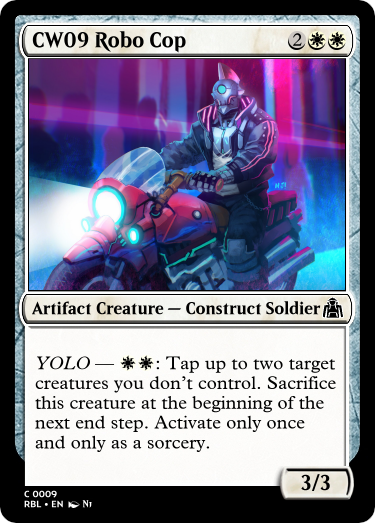 CW09 Robo Cop 2
Artifact Creature — Construct Soldier
YOLO — : Tap up to two target
creatures you don't control. Sacrifice
this creature at the beginning of the
next end step. Activate only once
and only as a sorcery.
3/3
C 0009
RBL • EN